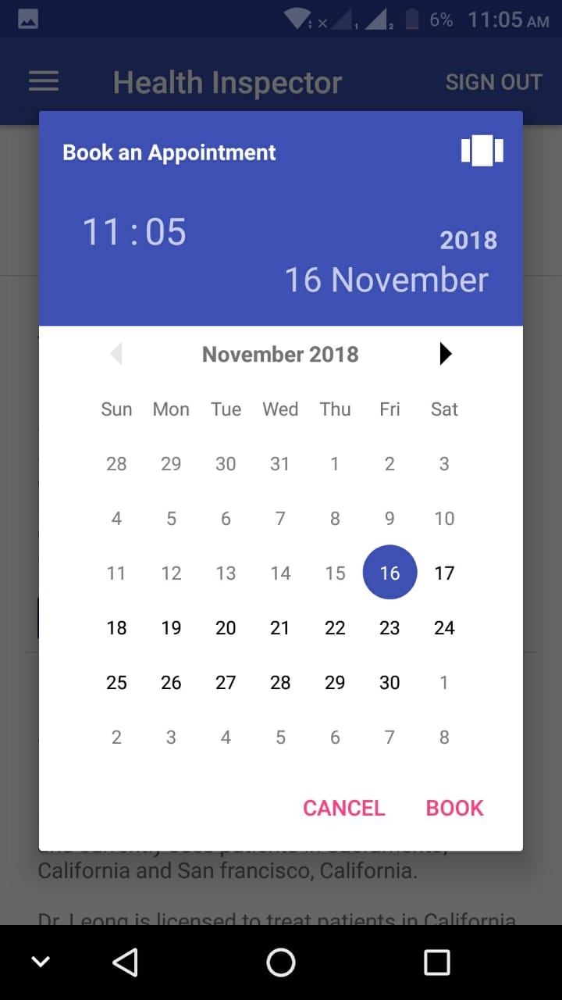 1 2 6% 11:05 AM
Health Inspector SIGN OUT
Book an Appointment
11 : 05
2018
16 November
November 2018
Sun Mon Tue Wed Thu Fri Sat
28 29 30 31 1 2 3
4 5 6 7 8 9 10
11 12 13 14 15 16 17
18 19 20 21 22 23 24
25 26 27 28 29 30 1
2 3 4 5 6 7 8
CANCEL BOOK
California and San francisco, California.
Dr. Leong is licensed to treat patients in California